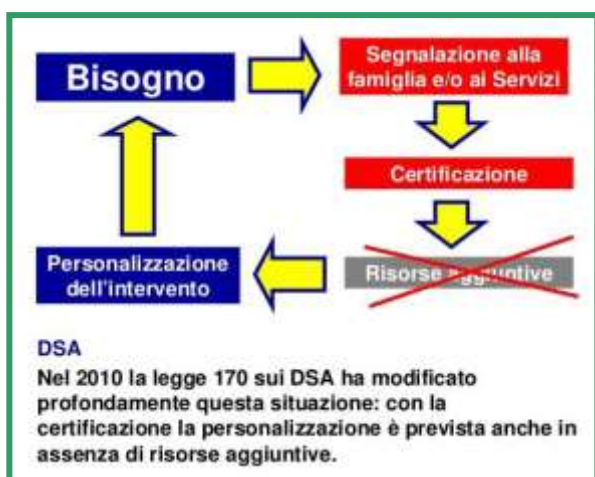 Bisogno
Segnalazione alla
famiglia e/o ai Servizi
Certificazione
Risorse aggiuntive
Personalizzazione
dell'intervento
DSA
Nel 2010 la legge 170 sui DSA ha modificato
profondamente questa situazione: con la
certificazione la personalizzazione è prevista anche in
assenza di risorse aggiuntive.